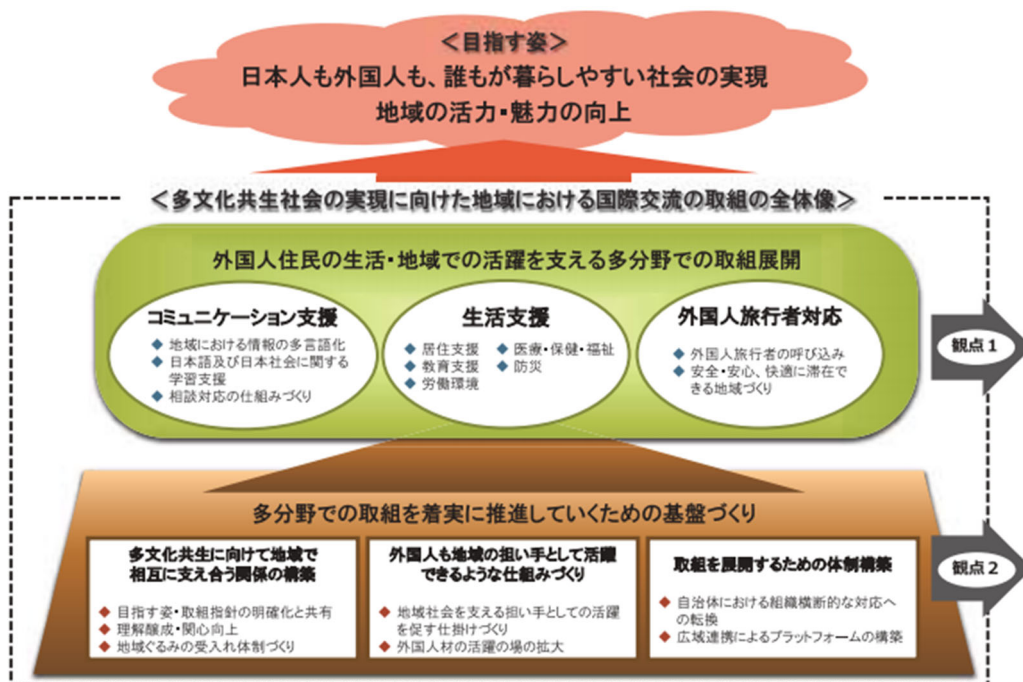 <目指す姿>
日本人も外国人も、誰もが暮らしやすい社会の実現
地域の活力・魅力の向上
<多文化共生社会の実現に向けた地域における国際交流の取組の全体像>
外国人住民の生活・地域での活躍を支える多分野での取組展開
コミュニケーション支援
◆ 地域における情報の多言語化
◆ 日本語及び日本社会に関する
学習支援
◆ 相談対応の仕組みづくり
生活支援
◆ 居住支援 ◆ 医療・保健・福祉
◆ 教育支援 ◆ 防災
◆ 労働環境
外国人旅行者対応
◆ 外国人旅行者の呼び込み
◆ 安全・安心、快適に滞在で
きる地域づくり
観点1
多分野での取組を着実に推進していくための基盤づくり
多文化共生に向けて地域で
相互に支え合う関係の構築
◆ 目指す姿・取組指針の明確化と共有
◆ 理解醸成・関心向上
◆ 地域ぐるみの受入れ体制づくり
外国人も地域の担い手として活躍
できるような仕組みづくり
◆ 地域社会を支える担い手としての活躍
を促す仕掛けづくり
◆ 外国人材の活躍の場の拡大
取組を展開するための体制構築
◆ 自治体における組織横断的な対応へ
の転換
◆ 広域連携によるプラットフォームの構築
観点2